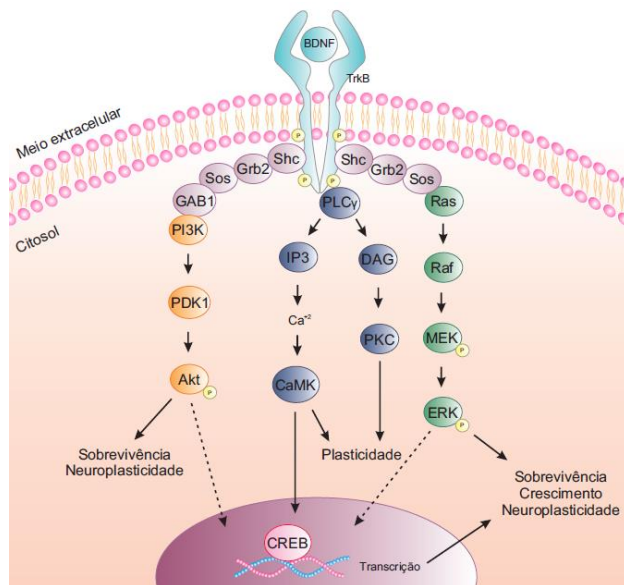 BDNF
TrkB
Meio extracelular
Citosol
P
P
Shc
Shc
Grb2
Grb2
Sos
Sos
GAB1
P
P
PLCγ
Ras
PI3K
IP3
DAG
Raf
PDK1
Ca⁺²
PKC
MEK
P
Akt
P
CaMK
ERK
P
Sobrevivência
Neuroplasticidade
Plasticidade
Sobrevivência
Crescimento
Neuroplasticidade
CREB
Transcrição